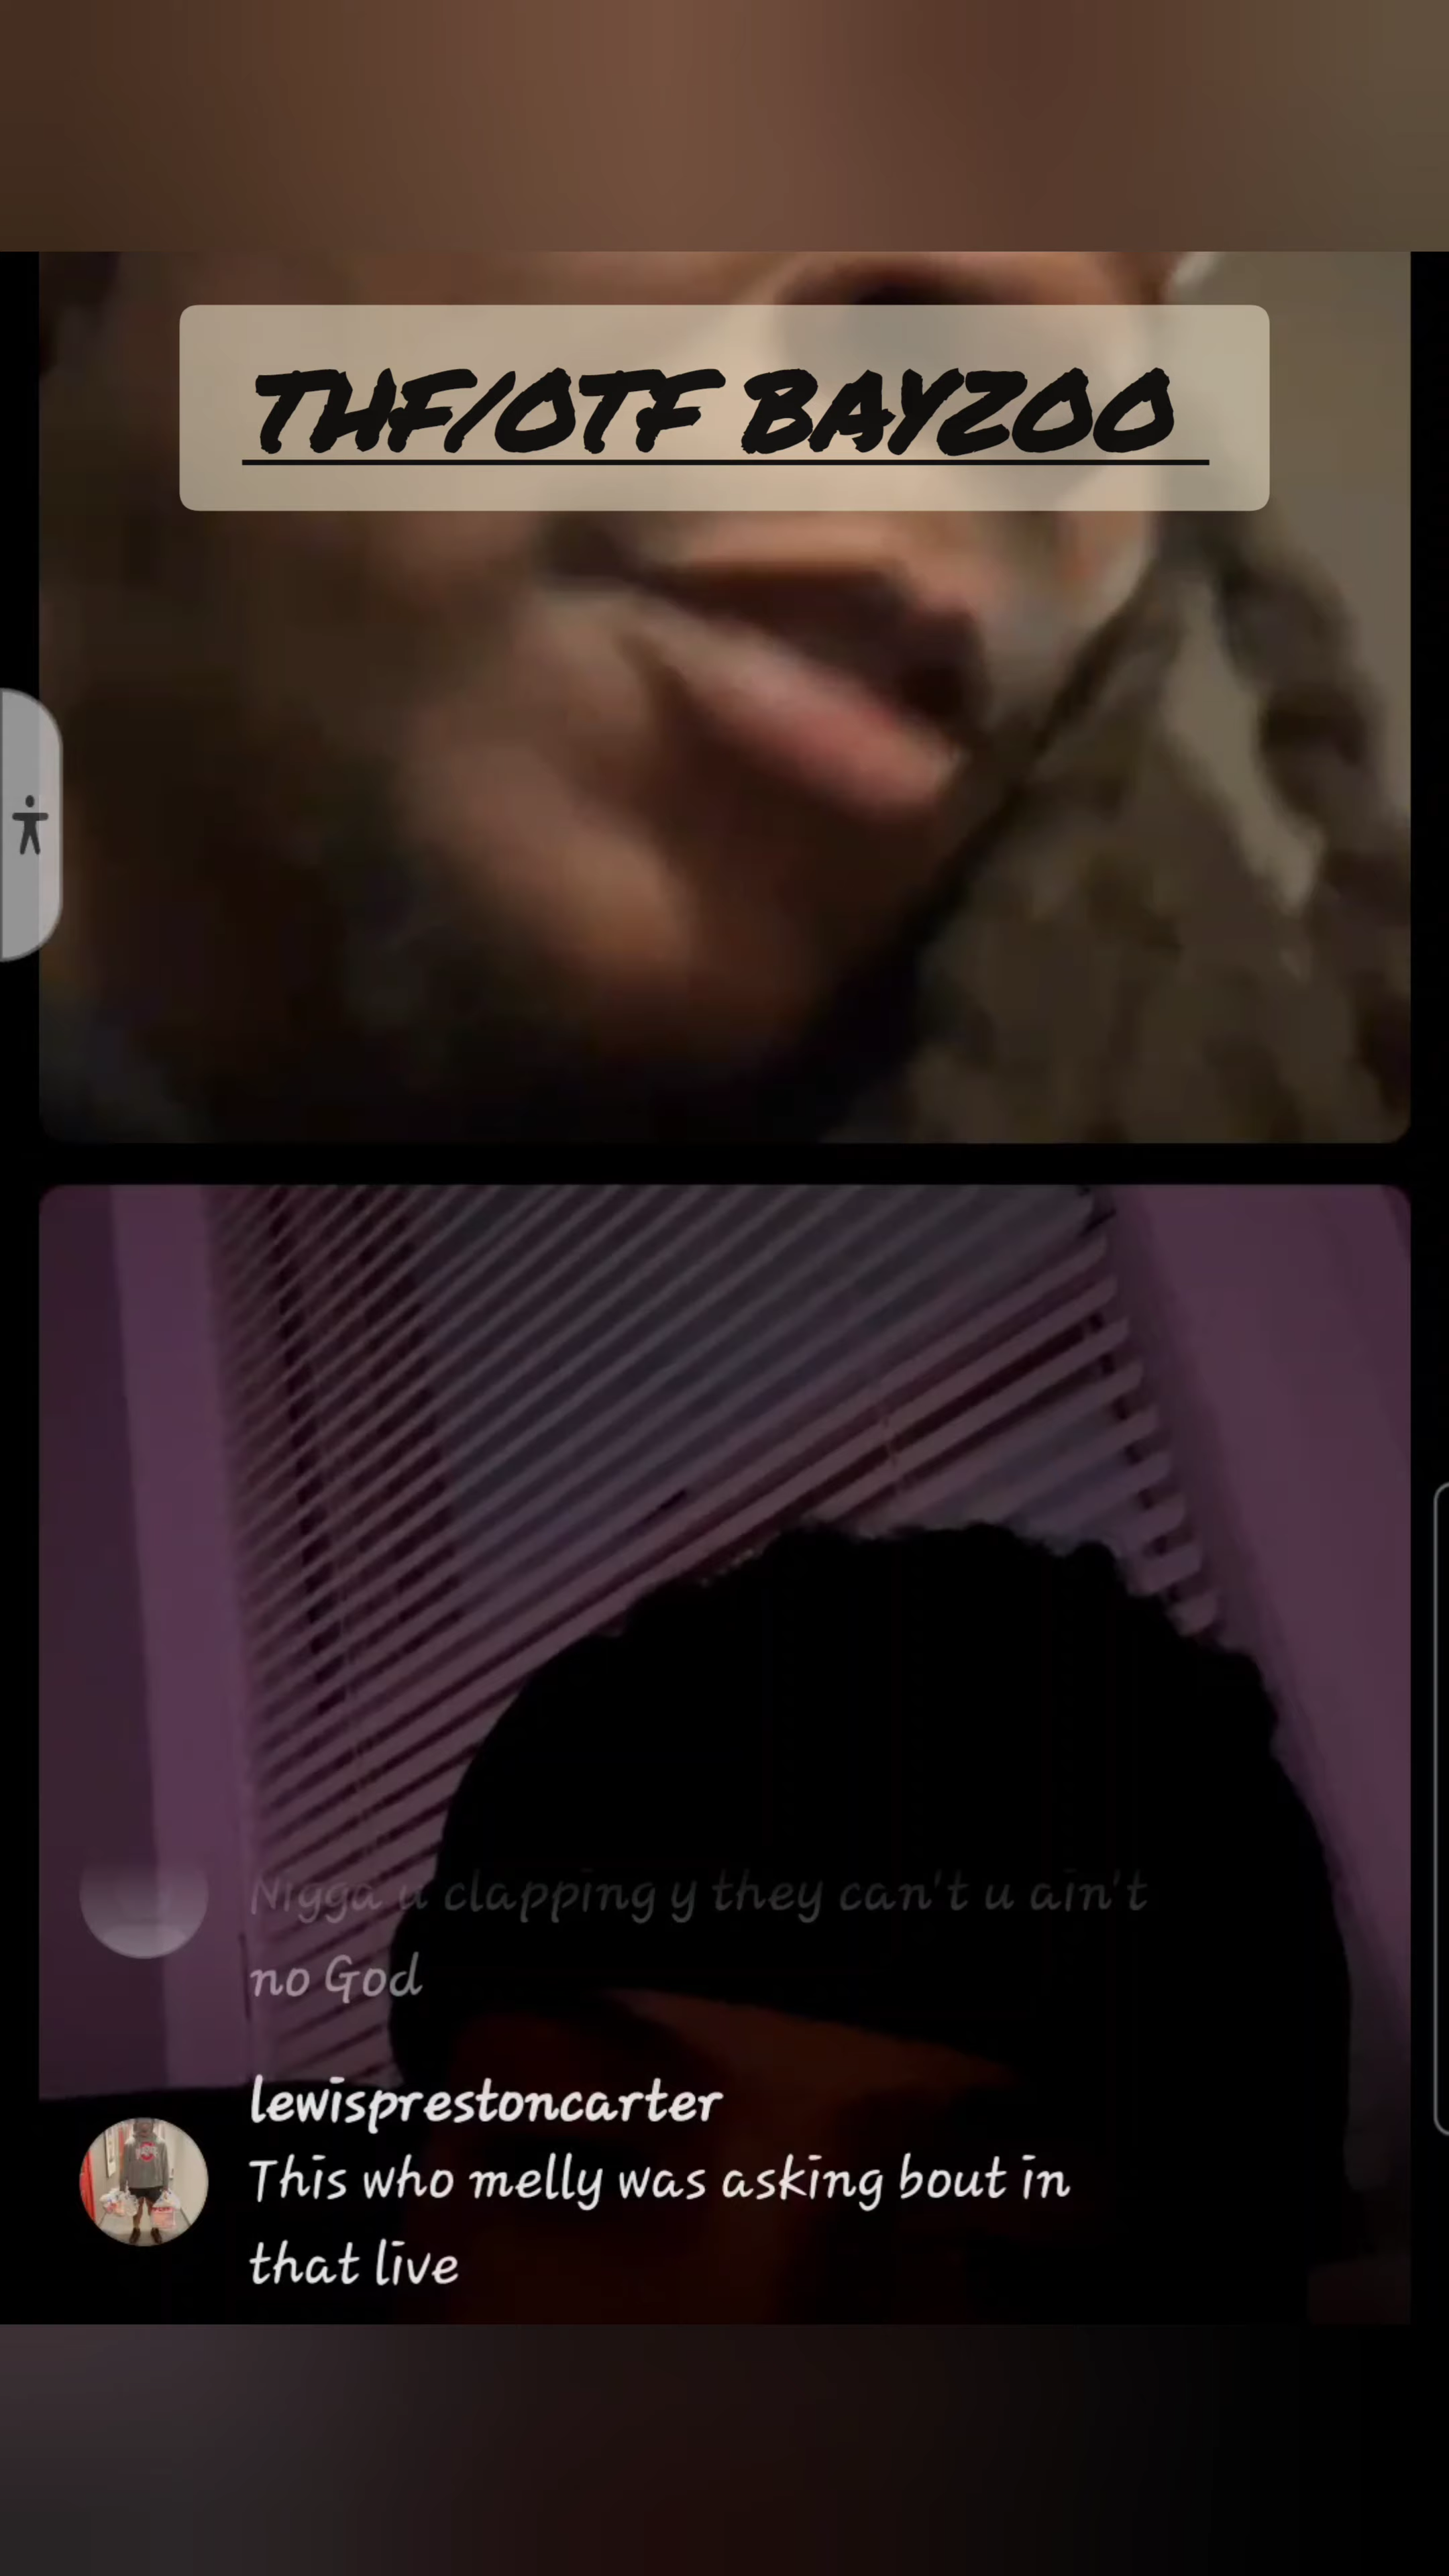 THF/OTF BAYZOO
Nigga u clapping y they can't u ain't
no God
lewisprestoncarter
This who melly was asking bout in
that live